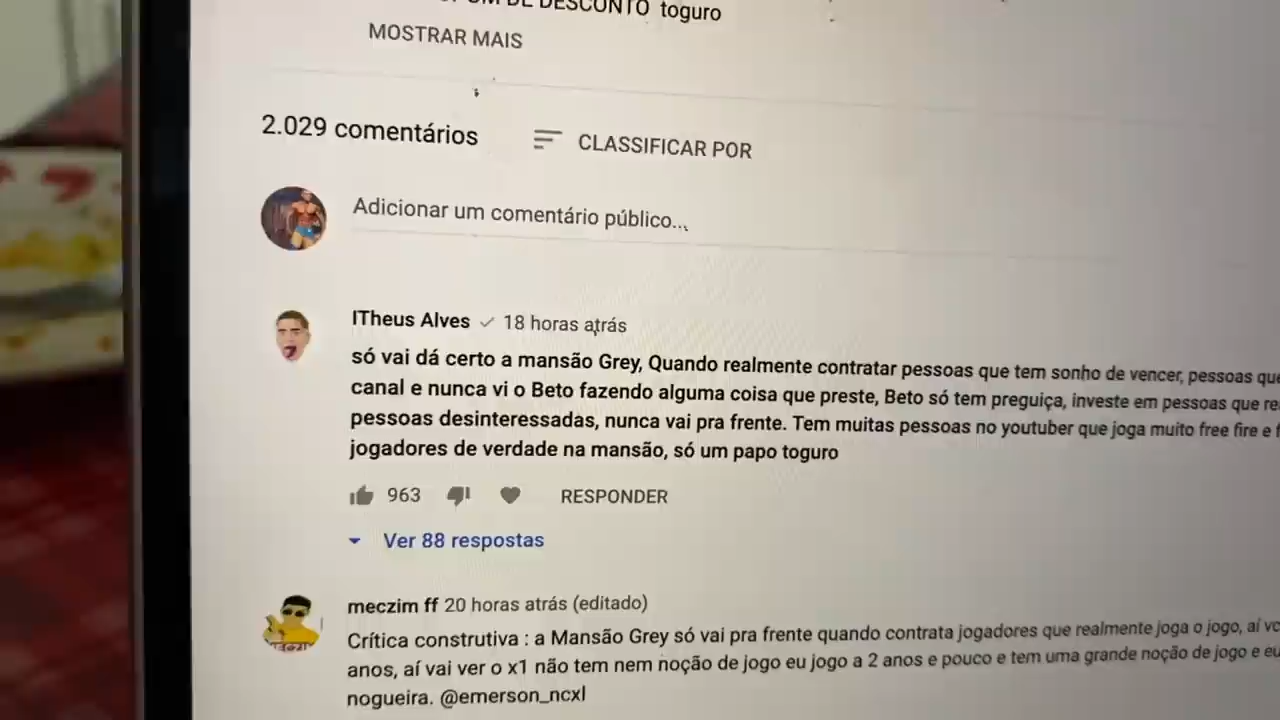 DE DESCONTO toguro
MOSTRAR MAIS
2.029 comentários
CLASSIFICAR POR
Adicionar um comentário público...
ITheus Alves 18 horas atrás
só vai dá certo a mansão Grey, Quando realmente contratar pessoas que tem sonho de vencer, pessoas que
canal e nunca vi o Beto fazendo alguma coisa que preste, Beto só tem preguiça, investe em pessoas que
pessoas desinteressadas, nunca vai pra frente. Tem muitas pessoas no youtuber que joga muito free fire e
jogadores de verdade na mansão, só um papo toguro
963
RESPONDER
Ver 88 respostas
meczim ff 20 horas atrás (editado)
Crítica construtiva : a Mansão Grey só vai pra frente quando contrata jogadores que realmente joga o jogo, aí
anos, aí vai ver o x1 não tem nem noção de jogo eu jogo a 2 anos e pouco e tem uma grande noção de jogo e eu
nogueira. @emerson_ncxl